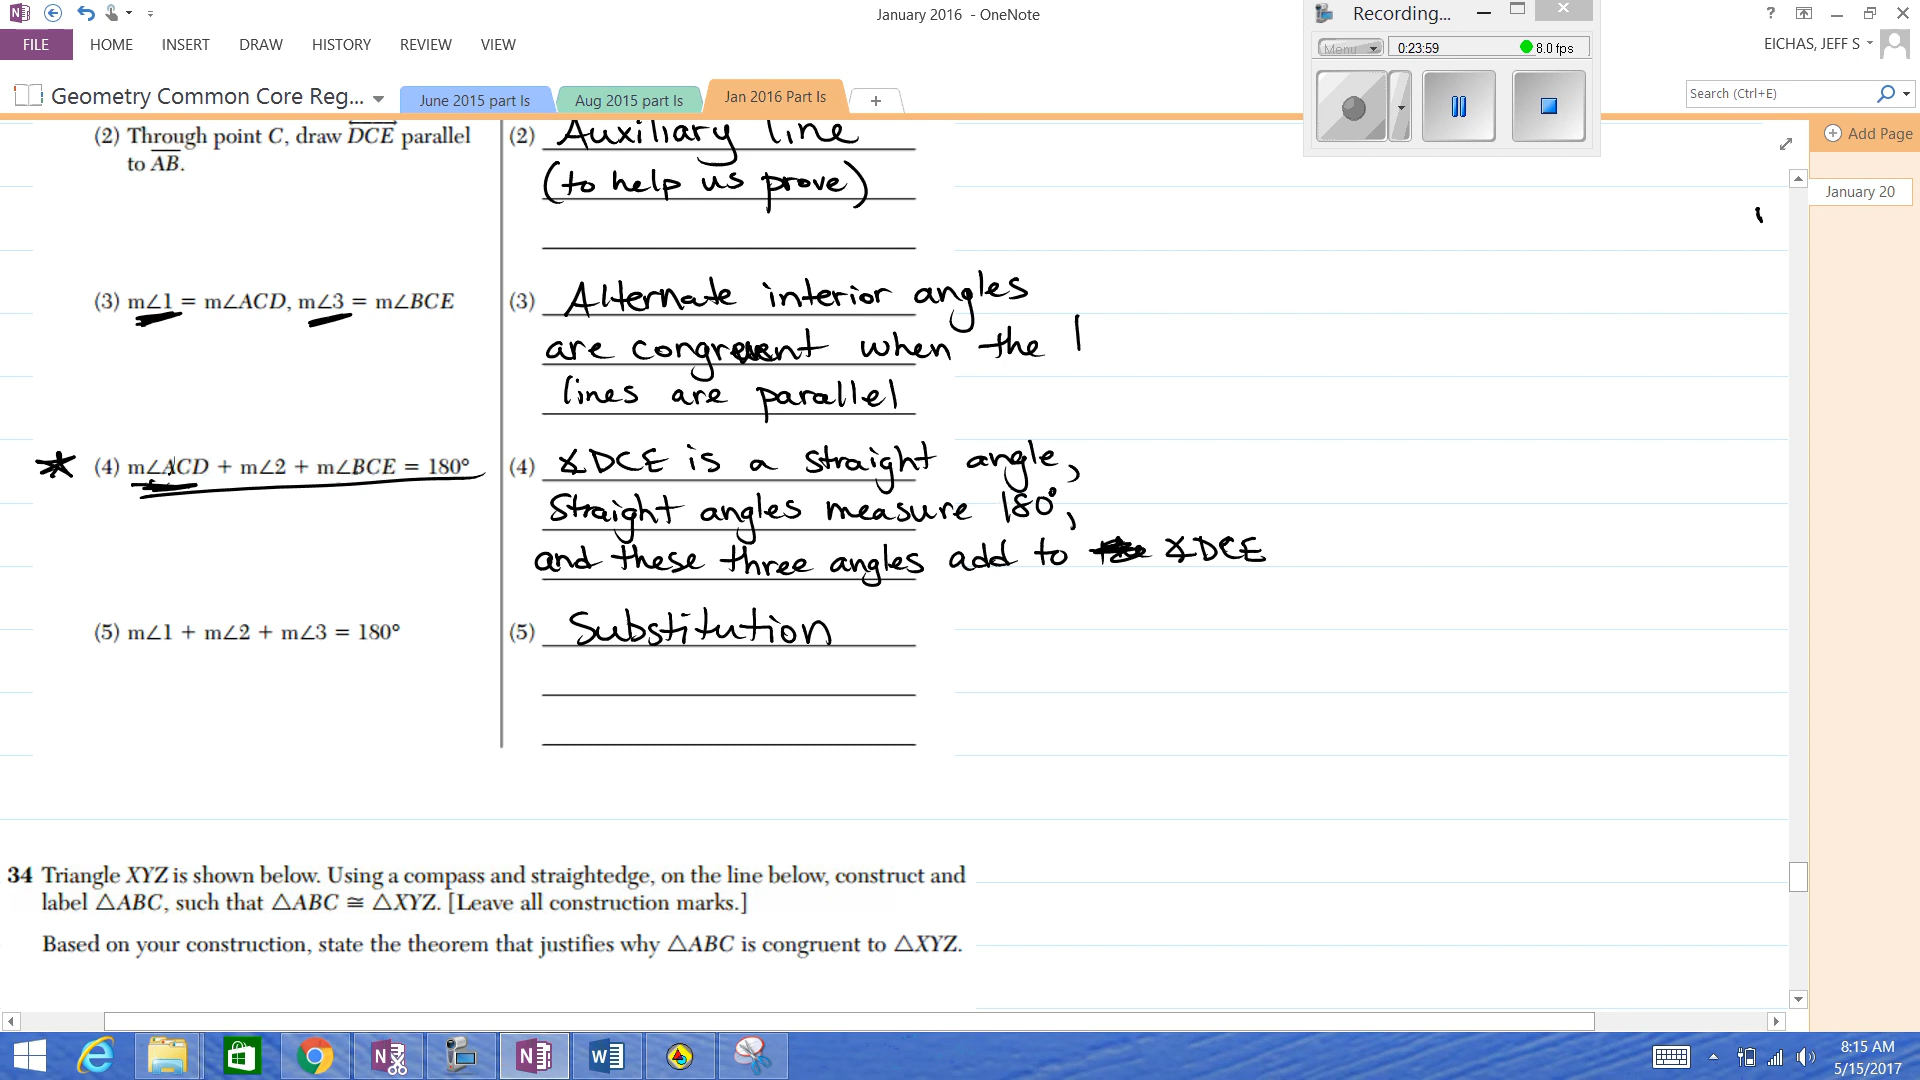 January 2016 - OneNote
Recording...
FILE HOME INSERT DRAW HISTORY REVIEW VIEW
Menu 0:23:59 8.0 fps
EICHAS, JEFF S
Geometry Common Core Reg...
June 2015 part Is
Aug 2015 part Is
Jan 2016 Part Is
Search (Ctrl+E)
Add Page
January 20
(2) Through point C, draw DCE parallel
to AB.
(2) Auxiliary line
(to help us prove)
(3) m∠1 = m∠ACD, m∠3 = m∠BCE
(3) Alternate interior angles
are congruent when the
lines are parallel
(4) m∠ACD + m∠2 + m∠BCE = 180°
(4) ∡DCE is a straight angle,
Straight angles measure 180°,
and these three angles add to ∡DCE
(5) m∠1 + m∠2 + m∠3 = 180°
(5) Substitution
34 Triangle XYZ is shown below. Using a compass and straightedge, on the line below, construct and
label △ABC, such that △ABC ≅ △XYZ. [Leave all construction marks.]
Based on your construction, state the theorem that justifies why △ABC is congruent to △XYZ.
8:15 AM
5/15/2017